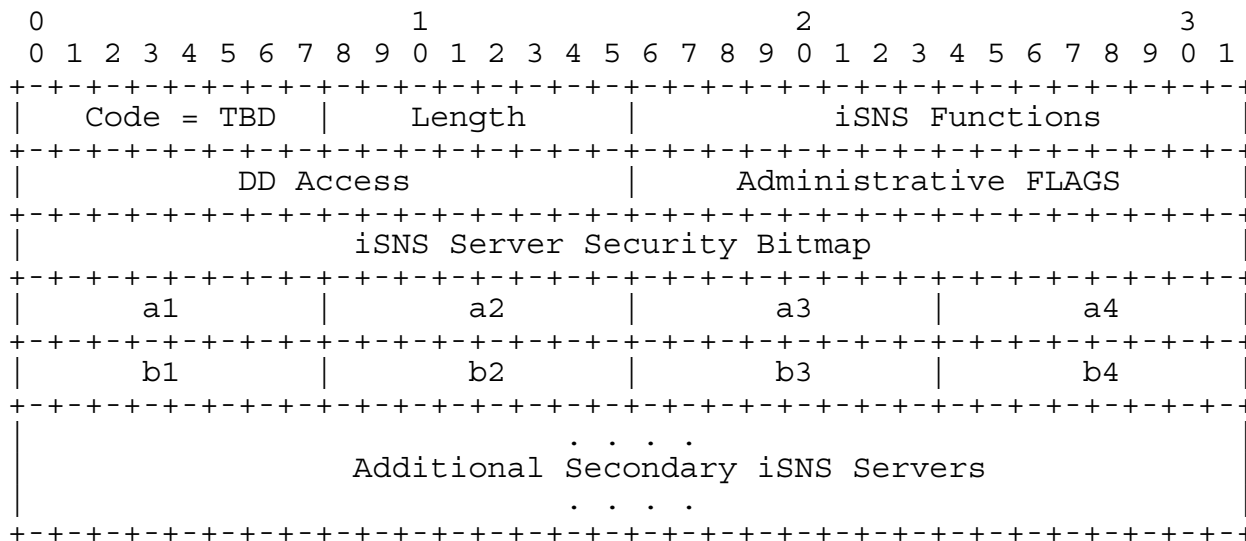 0                   1                   2                   3
 0 1 2 3 4 5 6 7 8 9 0 1 2 3 4 5 6 7 8 9 0 1 2 3 4 5 6 7 8 9 0 1
+-+-+-+-+-+-+-+-+-+-+-+-+-+-+-+-+-+-+-+-+-+-+-+-+-+-+-+-+-+-+-+-+
|   Code = TBD  |    Length     |          iSNS Functions       |
+-+-+-+-+-+-+-+-+-+-+-+-+-+-+-+-+-+-+-+-+-+-+-+-+-+-+-+-+-+-+-+-+
|           DD Access           |     Administrative FLAGS      |
+-+-+-+-+-+-+-+-+-+-+-+-+-+-+-+-+-+-+-+-+-+-+-+-+-+-+-+-+-+-+-+-+
|                 iSNS Server Security Bitmap                   |
+-+-+-+-+-+-+-+-+-+-+-+-+-+-+-+-+-+-+-+-+-+-+-+-+-+-+-+-+-+-+-+-+
|      a1       |       a2      |       a3      |       a4      |
+-+-+-+-+-+-+-+-+-+-+-+-+-+-+-+-+-+-+-+-+-+-+-+-+-+-+-+-+-+-+-+-+
|      b1       |       b2      |       b3      |       b4      |
+-+-+-+-+-+-+-+-+-+-+-+-+-+-+-+-+-+-+-+-+-+-+-+-+-+-+-+-+-+-+-+-+
|                            . . . .                            |
|                 Additional Secondary iSNS Servers             |
|                            . . . .                            |
+-+-+-+-+-+-+-+-+-+-+-+-+-+-+-+-+-+-+-+-+-+-+-+-+-+-+-+-+-+-+-+-+